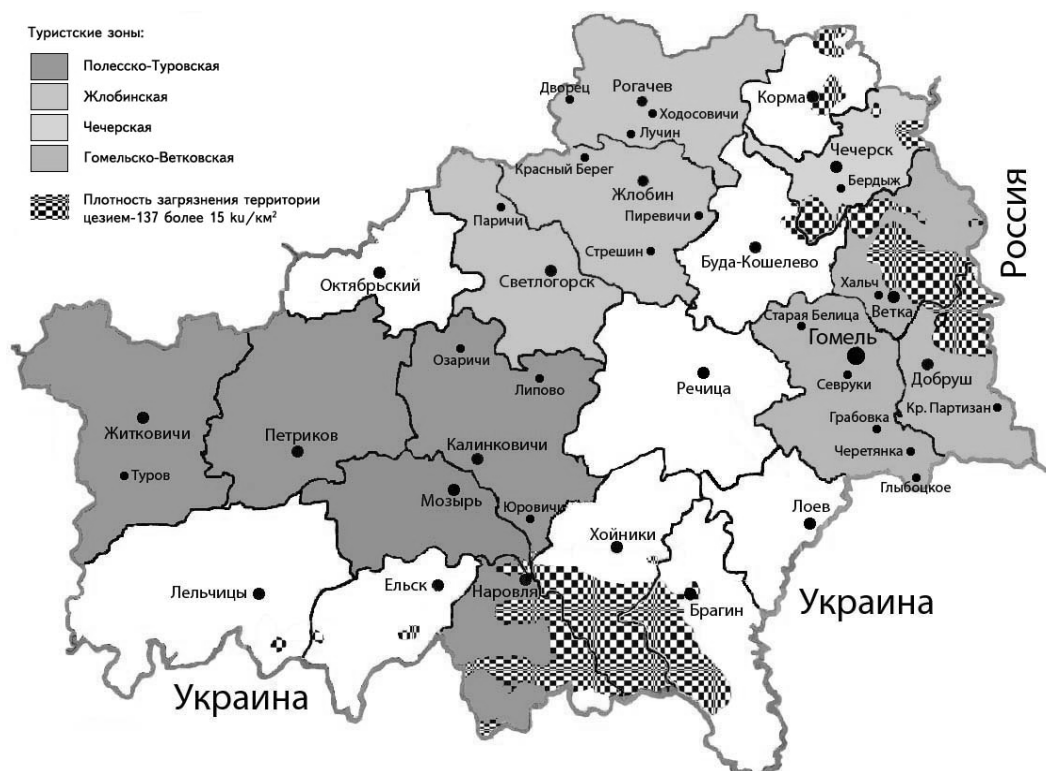 Туристские зоны:
Полесско-Туровская
Жлобинская
Чечерская
Гомельско-Ветковская
Плотность загрязнения территории
цезием-137 более 15 ku/км²
Дворец
Рогачев
Ходосовичи
Лучин
Корма
Красный Берег
Жлобин
Чечерск
Бердыж
Паричи
Пиревичи
Стрешин
Буда-Кошелево
Россия
Октябрьский
Светлогорск
Хальч
Ветка
Старая Белица
Гомель
Озаричи
Липово
Речица
Севруки
Добруш
Кр. Партизан
Житковичи
Петриков
Калинковичи
Грабовка
Туров
Черетянка
Мозырь
Юровичи
Глыбоцкое
Лоев
Хойники
Лельчицы
Ельск
Наровля
Брагин
Украина
Украина